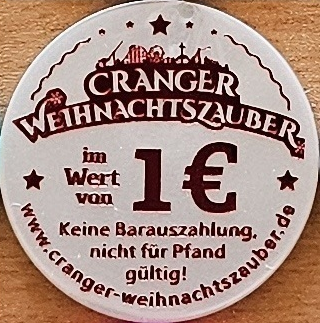 CRANGER
WEIHNACHTSZAUBER
im
Wert
von
1€
Keine Barauszahlung,
nicht für Pfand
gültig!
www.cranger-weihnachtszauber.de